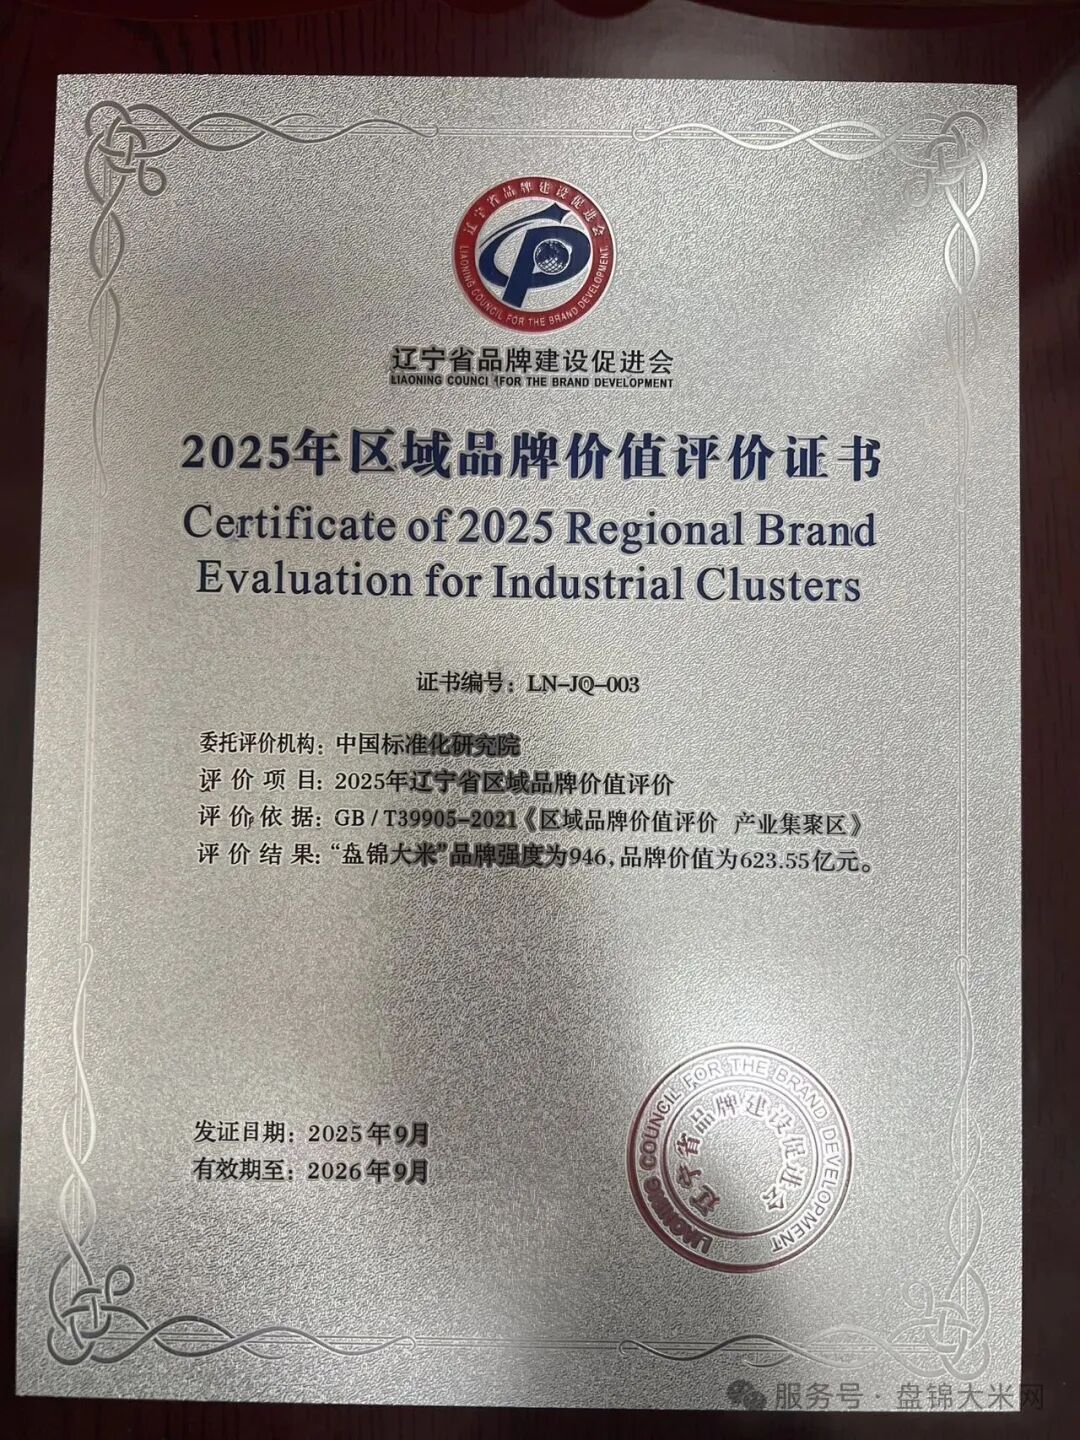 辽宁省品牌建设促进会
LIAONING COUNCIL FOR THE BRAND DEVELOPMENT
辽宁省品牌建设促进会
LIAONING COUNCIL FOR THE BRAND DEVELOPMENT
2025年区域品牌价值评价证书
Certificate of 2025 Regional Brand
Evaluation for Industrial Clusters
证书编号：LN-JQ-003
委托评价机构：中国标准化研究院
评价项目：2025年辽宁省区域品牌价值评价
评价依据：GB/T39905-2021《区域品牌价值评价 产业集聚区》
评价结果：“盘锦大米”品牌强度为946，品牌价值为623.55亿元。
发证日期：2025年9月
有效期至：2026年9月
LIAONING COUNCIL FOR THE BRAND DEVELOPMENT
辽宁省品牌建设促进会
服务号·盘锦大米网